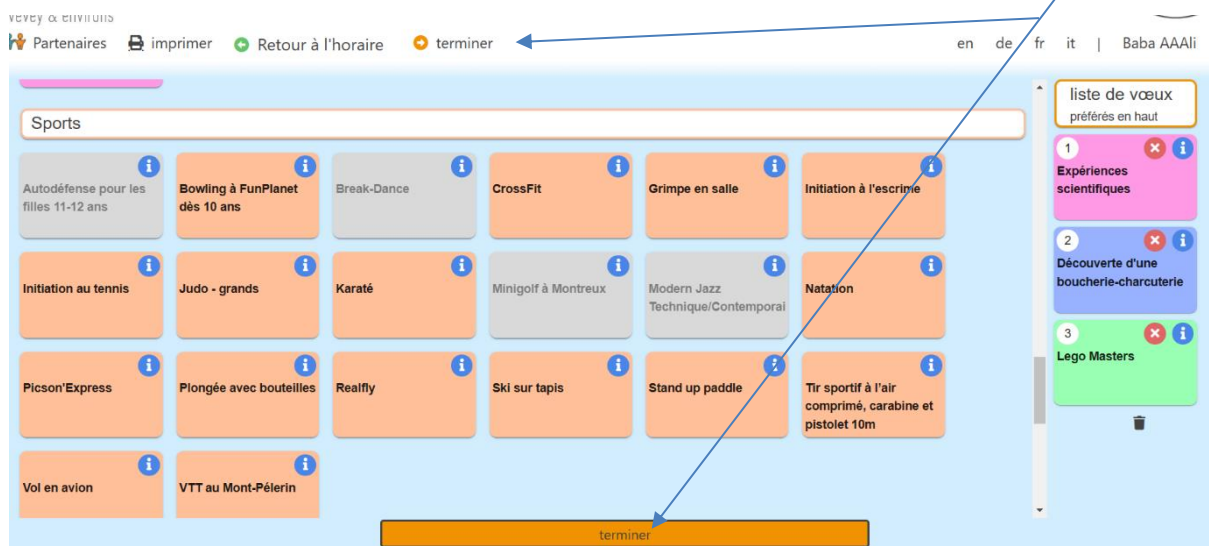 vevey & environs
Partenaires imprimer Retour à l'horaire terminer en de fr it | Baba AAAli
liste de vœux
préférés en haut
Sports
1
Expériences
scientifiques
Autodéfense pour les
filles 11-12 ans
Bowling à FunPlanet
dès 10 ans
Break-Dance
CrossFit
Grimpe en salle
Initiation à l'escrime
2
Découverte d'une
boucherie-charcuterie
Initiation au tennis
Judo - grands
Karaté
Minigolf à Montreux
Modern Jazz
Technique/Contemporai
Natation
3
Lego Masters
Picson'Express
Plongée avec bouteilles
Realfly
Ski sur tapis
Stand up paddle
Tir sportif à l'air
comprimé, carabine et
pistolet 10m
Vol en avion
VTT au Mont-Pélerin
terminer